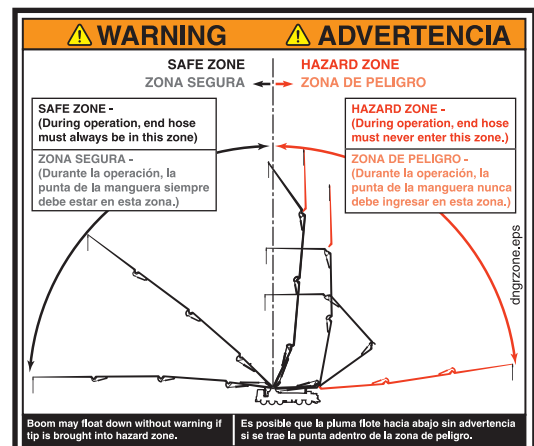 WARNING
ADVERTENCIA
SAFE ZONE
ZONA SEGURA
HAZARD ZONE
ZONA DE PELIGRO
SAFE ZONE -
(During operation, end hose
must always be in this zone)
ZONA SEGURA -
(Durante la operación, la
punta de la manguera siempre
debe estar en esta zona.)
HAZARD ZONE -
(During operation, end hose
must never enter this zone.)
ZONA DE PELIGRO -
(Durante la operación, la
punta de la manguera nunca
debe ingresar en esta zona.)
dngrzone.eps
Boom may float down without warning if
tip is brought into hazard zone.
Es posible que la pluma flote hacia abajo sin advertencia
si se trae la punta adentro de la zona de peligro.